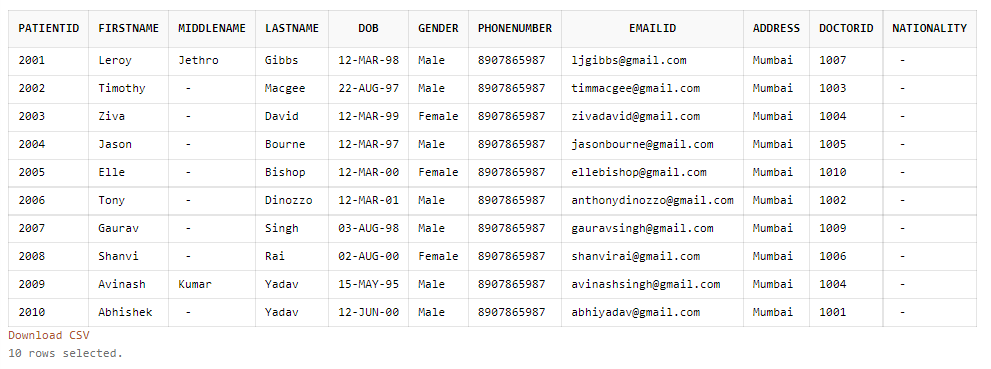 PATIENTID FIRSTNAME MIDDLENAME LASTNAME DOB GENDER PHONENUMBER EMAILID ADDRESS DOCTORID NATIONALITY
2001 Leroy Jethro Gibbs 12-MAR-98 Male 8907865987 ljgibbs@gmail.com Mumbai 1007 -
2002 Timothy - Macgee 22-AUG-97 Male 8907865987 timmacgee@gmail.com Mumbai 1003 -
2003 Ziva - David 12-MAR-99 Female 8907865987 zivadavid@gmail.com Mumbai 1004 -
2004 Jason - Bourne 12-MAR-97 Male 8907865987 jasonbourne@gmail.com Mumbai 1005 -
2005 Elle - Bishop 12-MAR-00 Female 8907865987 ellebishop@gmail.com Mumbai 1010 -
2006 Tony - Dinozzo 12-MAR-01 Male 8907865987 anthonydinozzo@gmail.com Mumbai 1002 -
2007 Gaurav - Singh 03-AUG-98 Male 8907865987 gauravsingh@gmail.com Mumbai 1009 -
2008 Shanvi - Rai 02-AUG-00 Female 8907865987 shanvirai@gmail.com Mumbai 1006 -
2009 Avinash Kumar Yadav 15-MAY-95 Male 8907865987 avinashsingh@gmail.com Mumbai 1004 -
2010 Abhishek - Yadav 12-JUN-00 Male 8907865987 abhiyadav@gmail.com Mumbai 1001 -
Download CSV
10 rows selected.